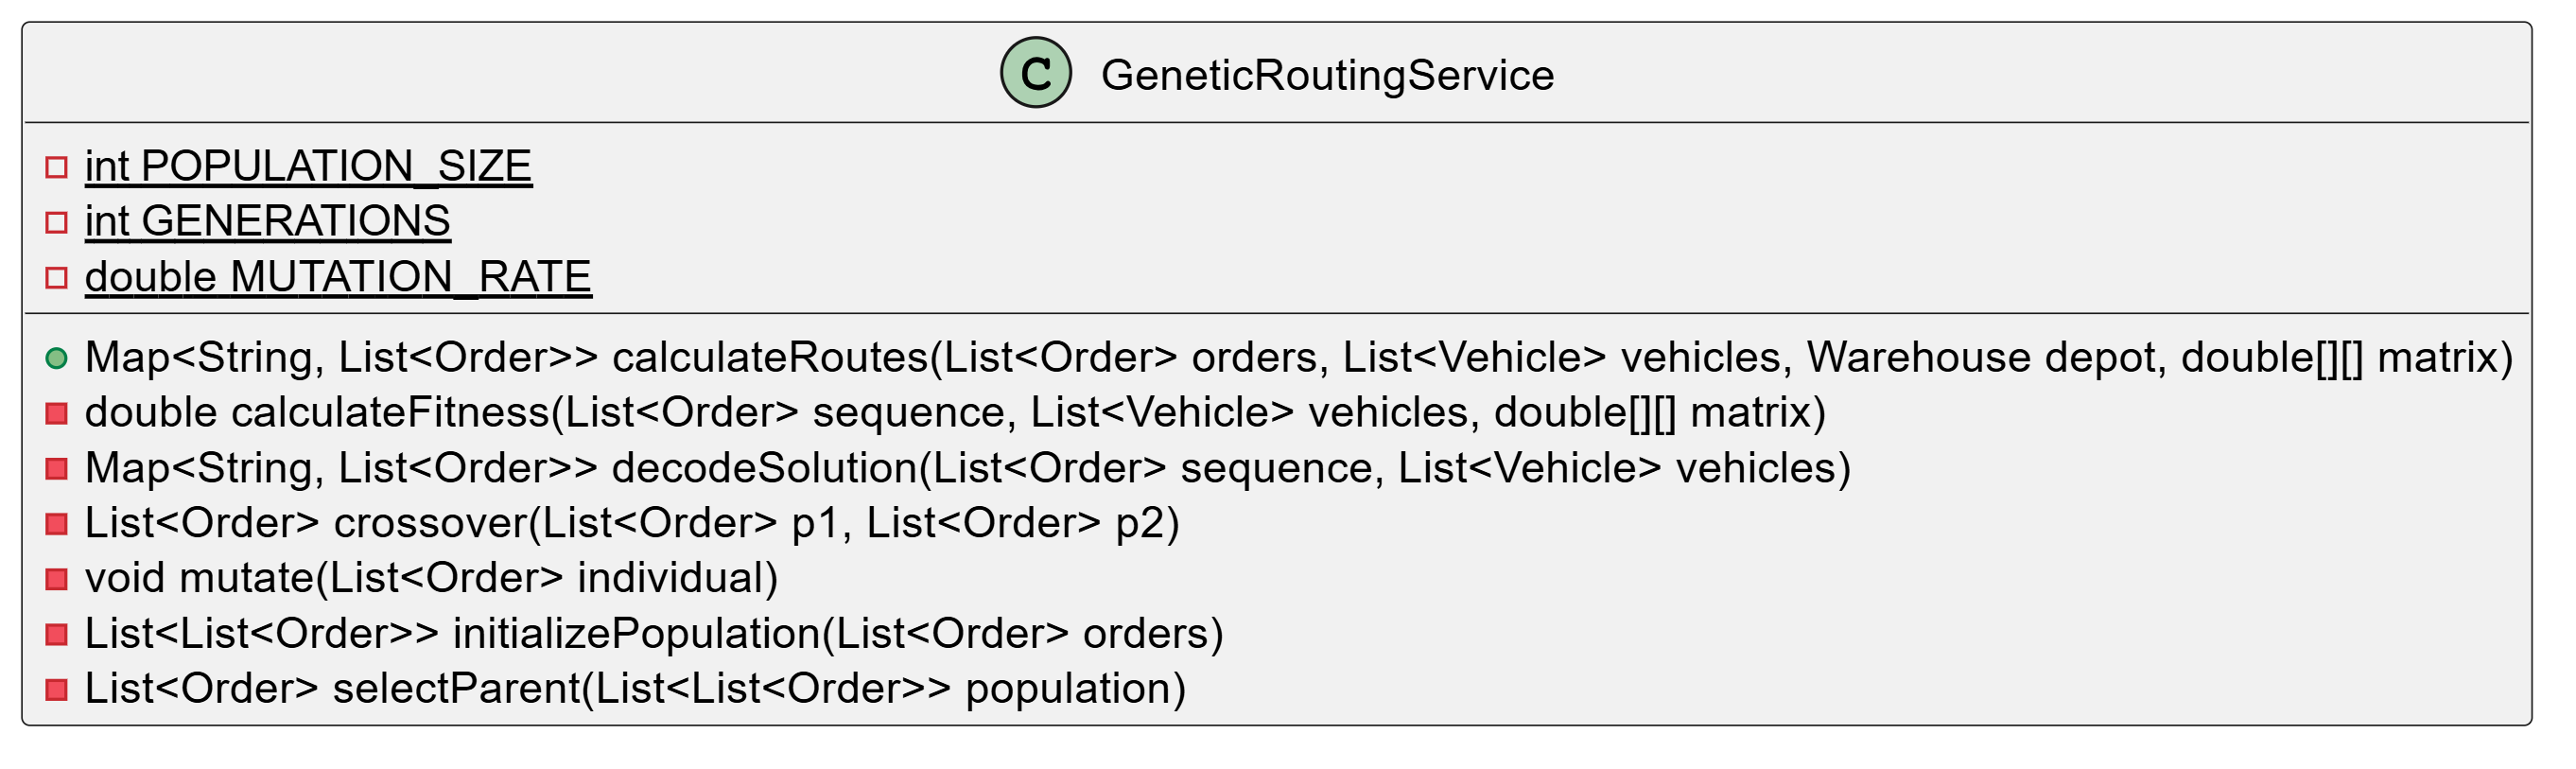 C GeneticRoutingService
int POPULATION_SIZE
int GENERATIONS
double MUTATION_RATE
Map<String, List<Order>> calculateRoutes(List<Order> orders, List<Vehicle> vehicles, Warehouse depot, double[][] matrix)
double calculateFitness(List<Order> sequence, List<Vehicle> vehicles, double[][] matrix)
Map<String, List<Order>> decodeSolution(List<Order> sequence, List<Vehicle> vehicles)
List<Order> crossover(List<Order> p1, List<Order> p2)
void mutate(List<Order> individual)
List<List<Order>> initializePopulation(List<Order> orders)
List<Order> selectParent(List<List<Order>> population)